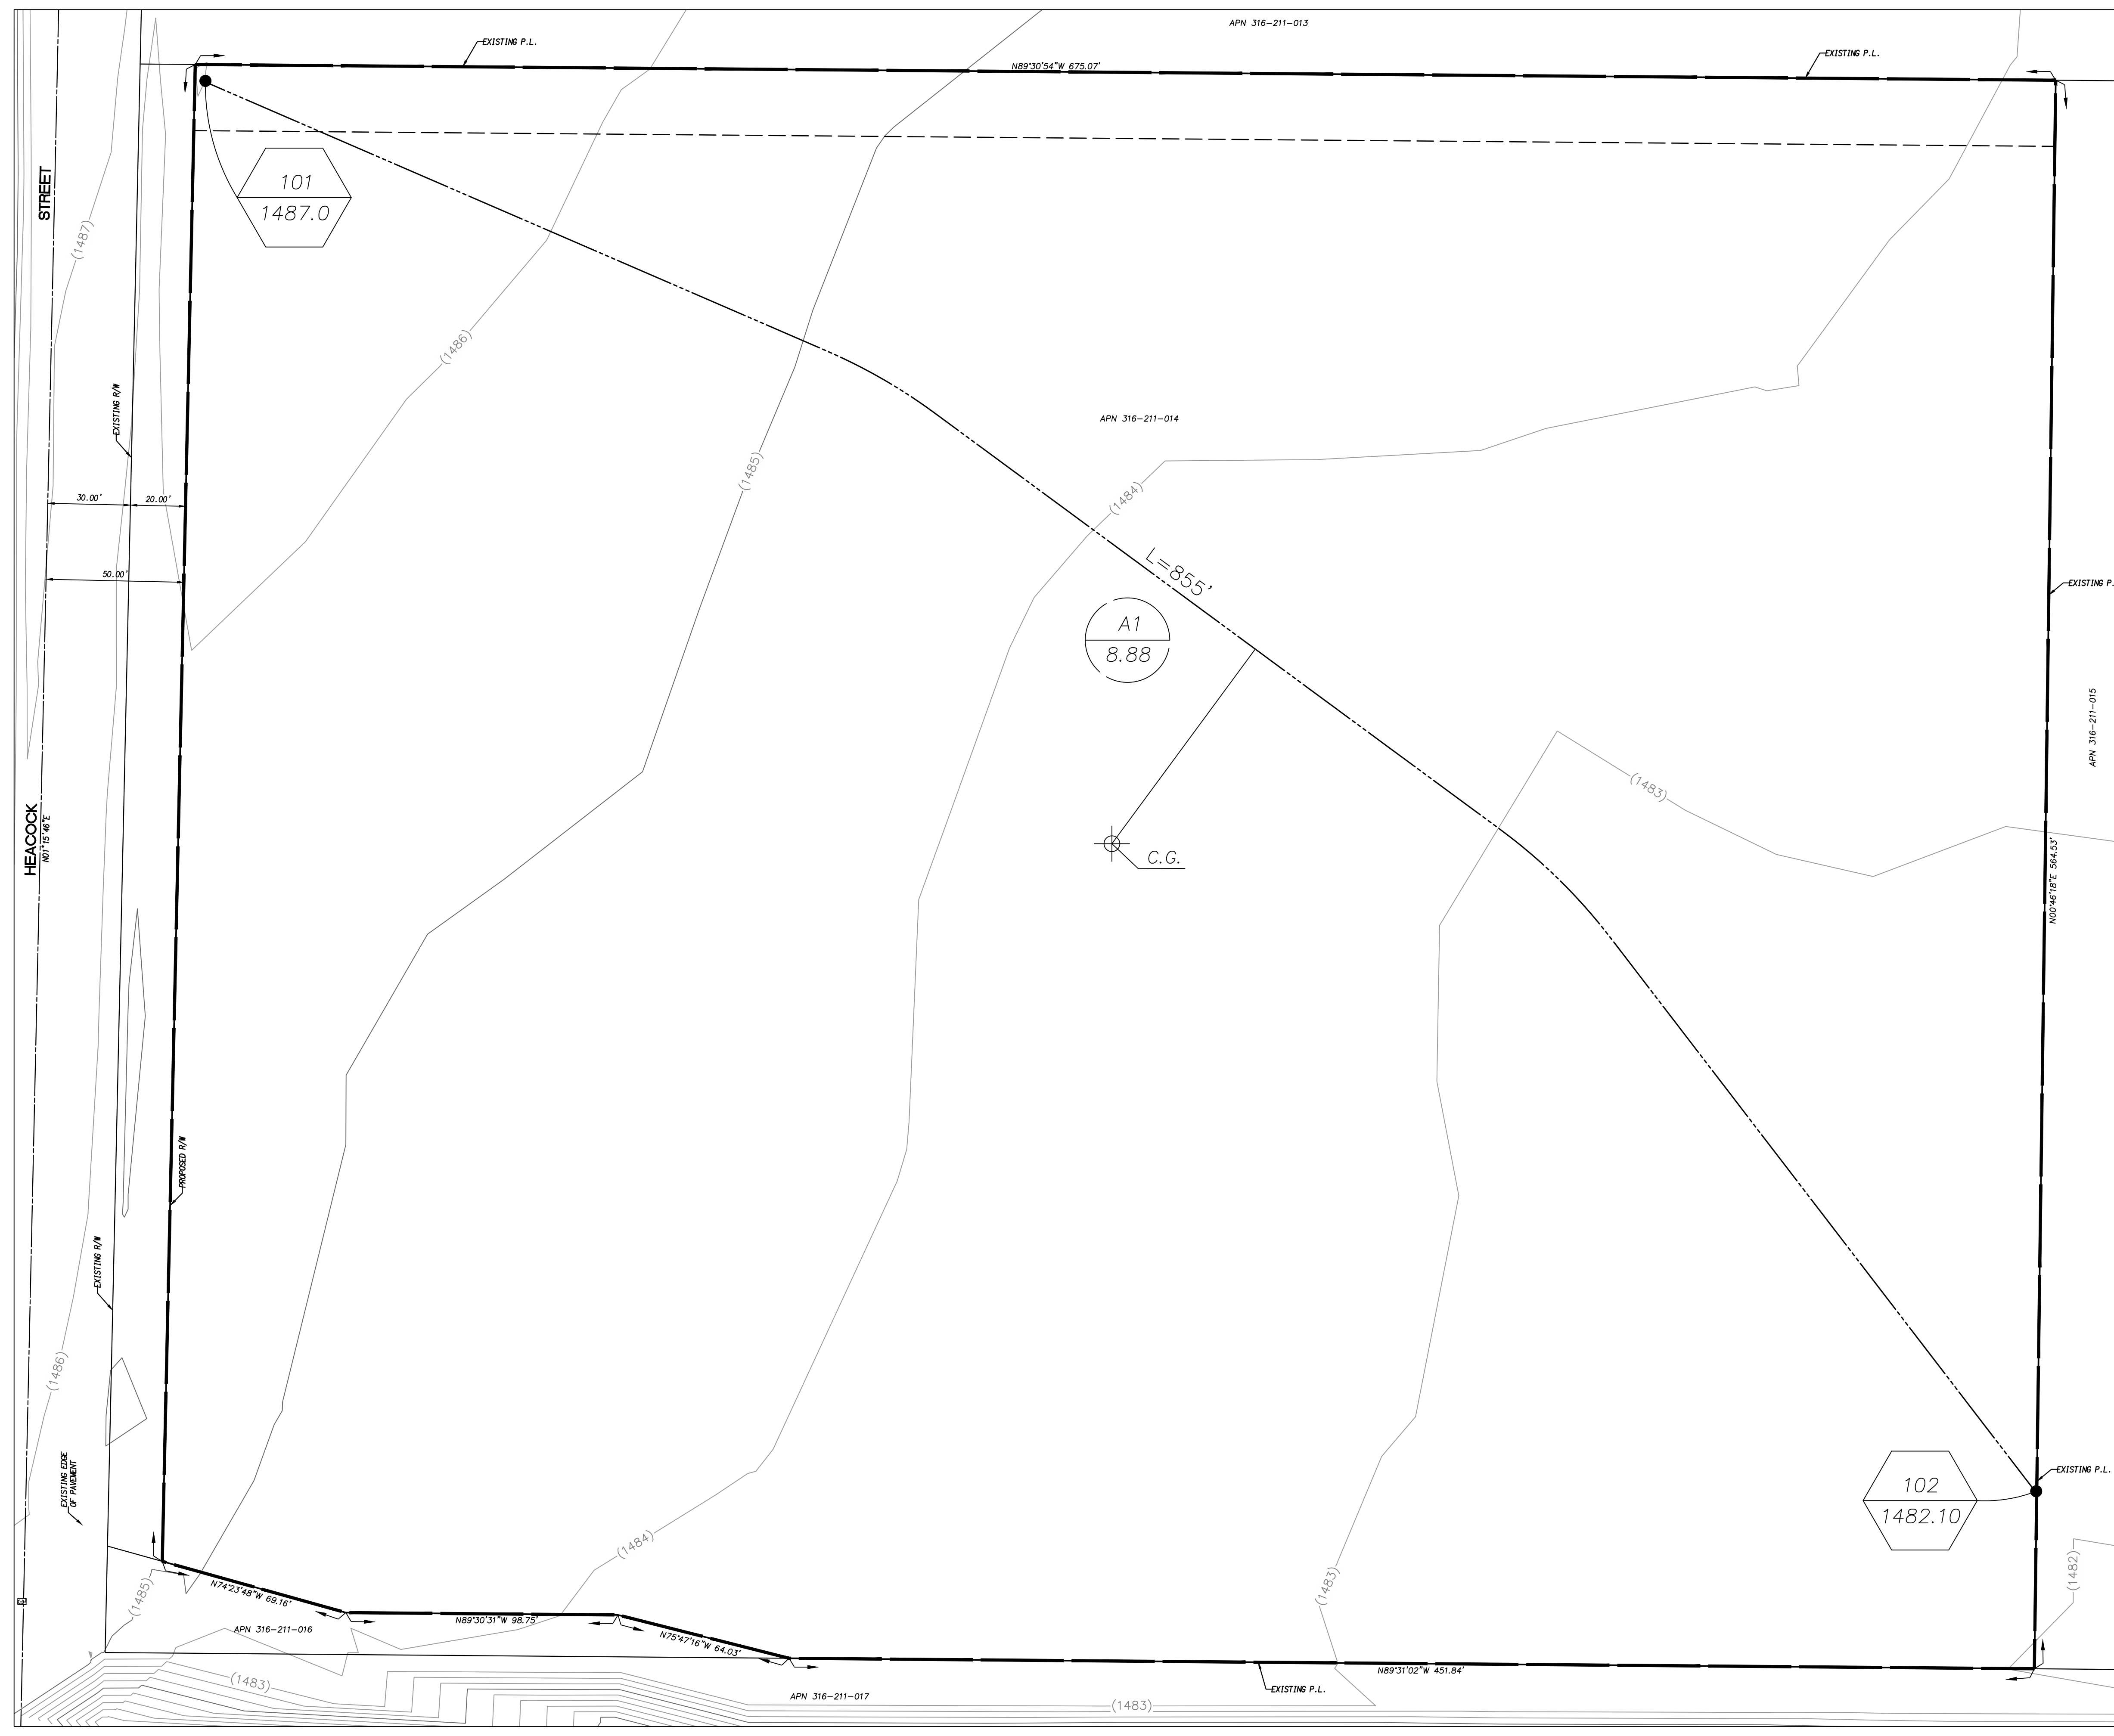 APN 316-211-013
EXISTING P.L.
EXISTING P.L.
N89°30'54"W 675.07'
101
1487.0
STREET
(1487)
(1486)
EXISTING R/W
APN 316-211-014
(1485)
(1484)
30.00'
20.00'
50.00'
L=855'
EXISTING P.
A1
8.88
APN 316-211-015
(1483)
HEACOCK
N01°15'46"E
C.G.
N00°46'18"E 564.53'
PROPOSED R/W
EXISTING R/W
(1486)
EXISTING EDGE
OF PAVEMENT
102
1482.10
EXISTING P.L.
(1484)
(1483)
(1482)
(1485)
N74°23'48"W 69.16'
N89°30'31"W 98.75'
APN 316-211-016
N75°47'16"W 64.03'
N89°31'02"W 451.84'
(1483)
EXISTING P.L.
APN 316-211-017
(1483)